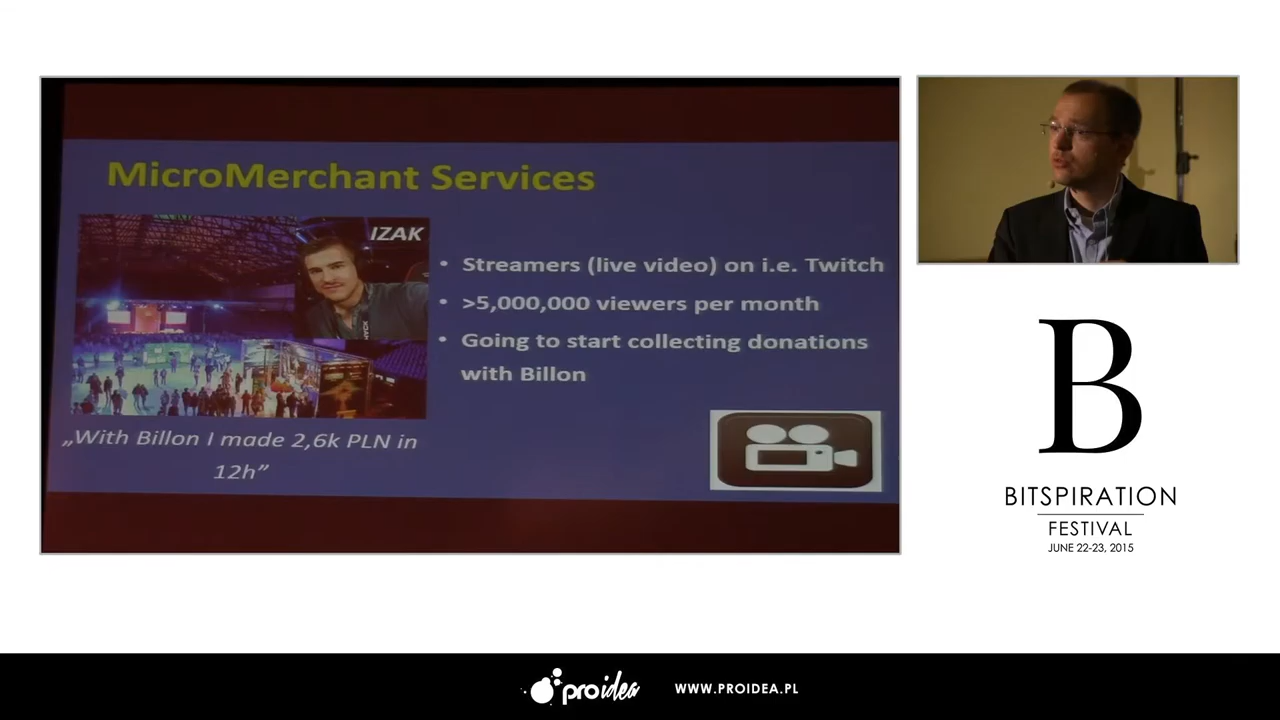 MicroMerchant Services
IZAK
• Streamers (live video) on i.e. Twitch
• >5,000,000 viewers per month
• Going to start collecting donations
with Billon
„With Billon I made 2,6k PLN in
12h”
B
BITSPIRATION
FESTIVAL
JUNE 22-23, 2015
proidea
WWW.PROIDEA.PL